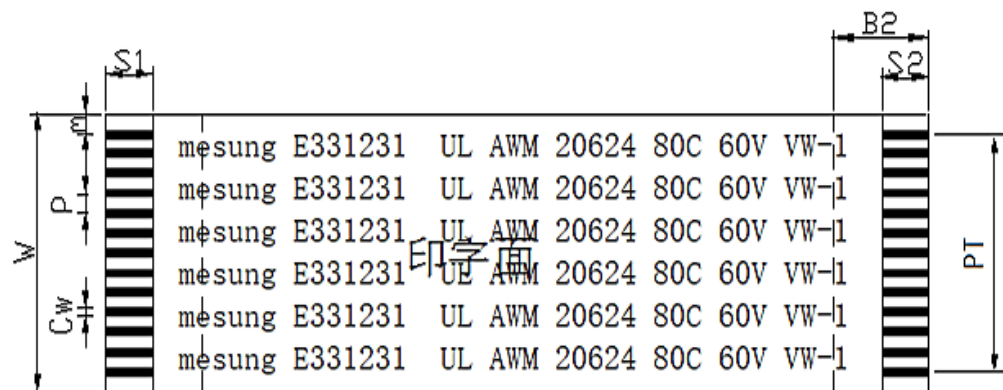 B2
S1
S2
m
mesung E331231 UL AWM 20624 80C 60V VW-1
mesung E331231 UL AWM 20624 80C 60V VW-1
P
mesung E331231 UL AWM 20624 80C 60V VW-1
印字面
W
PT
mesung E331231 UL AWM 20624 80C 60V VW-1
Cw
mesung E331231 UL AWM 20624 80C 60V VW-1
mesung E331231 UL AWM 20624 80C 60V VW-1